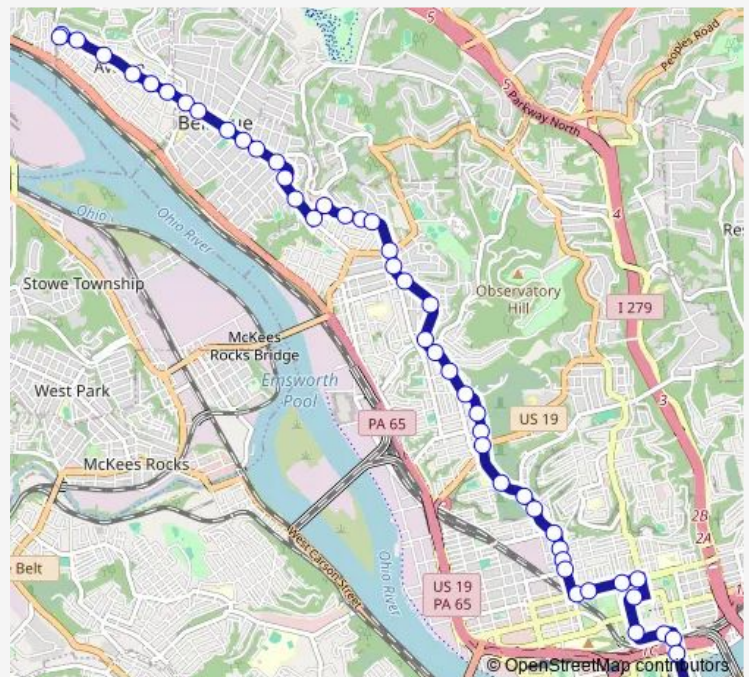 5
Peoples Road
5
Parkway North
4
Ohio
Ohio River
Stowe Township
Observatory
Hill
I 279
McKees
Rocks Bridge
Emsworth
Pool
West Park
3
PA 65
US 19
McKees Rocks
2B
2A
West Carson Street
Ohio River
Belt
US 19
PA 65
1C
© OpenStreetMap contributors